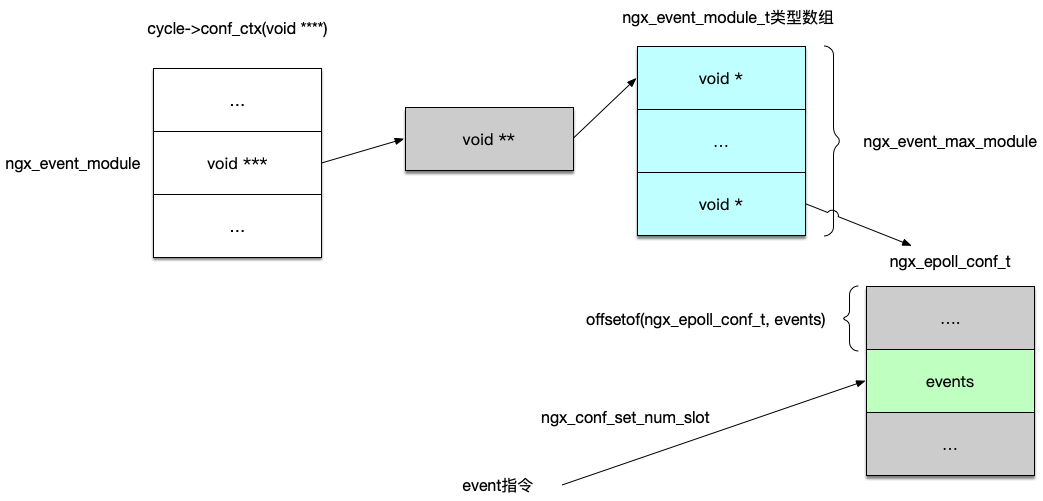 cycle->conf_ctx(void ****)
ngx_event_module_t类型数组
...
void *
ngx_event_module
void ***
void **
...
ngx_event_max_module
...
void *
ngx_epoll_conf_t
offsetof(ngx_epoll_conf_t, events)
....
events
ngx_conf_set_num_slot
...
event指令